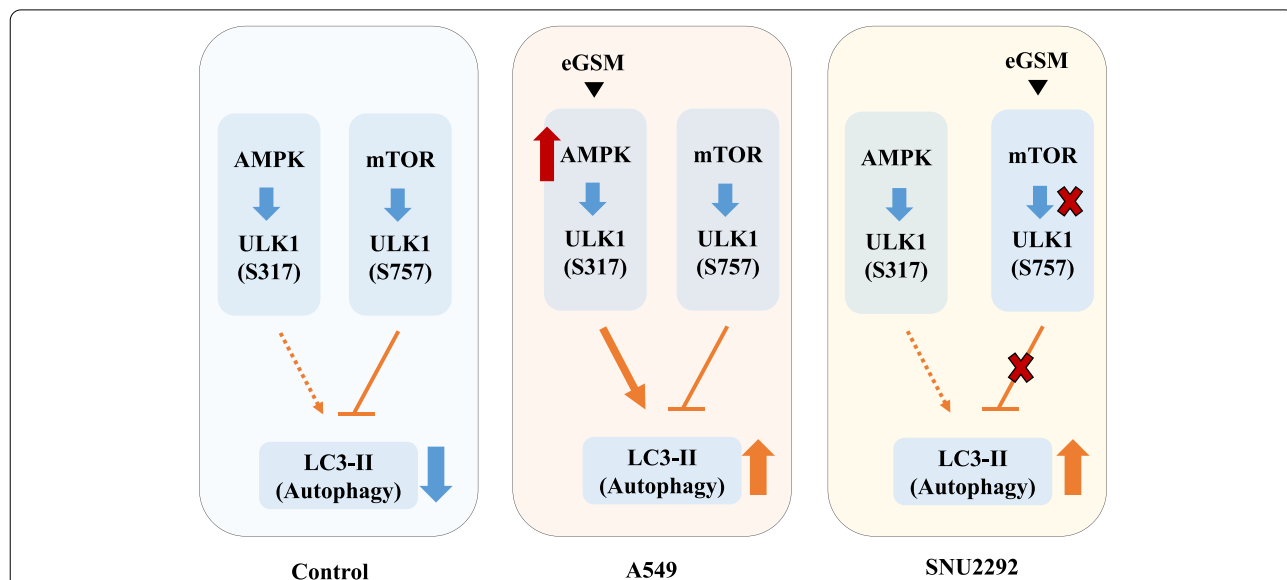 eGSM
eGSM
AMPK
mTOR
AMPK
mTOR
AMPK
mTOR
ULK1
(S317)
ULK1
(S757)
ULK1
(S317)
ULK1
(S757)
ULK1
(S317)
ULK1
(S757)
LC3-II
(Autophagy)
LC3-II
(Autophagy)
LC3-II
(Autophagy)
Control
A549
SNU2292